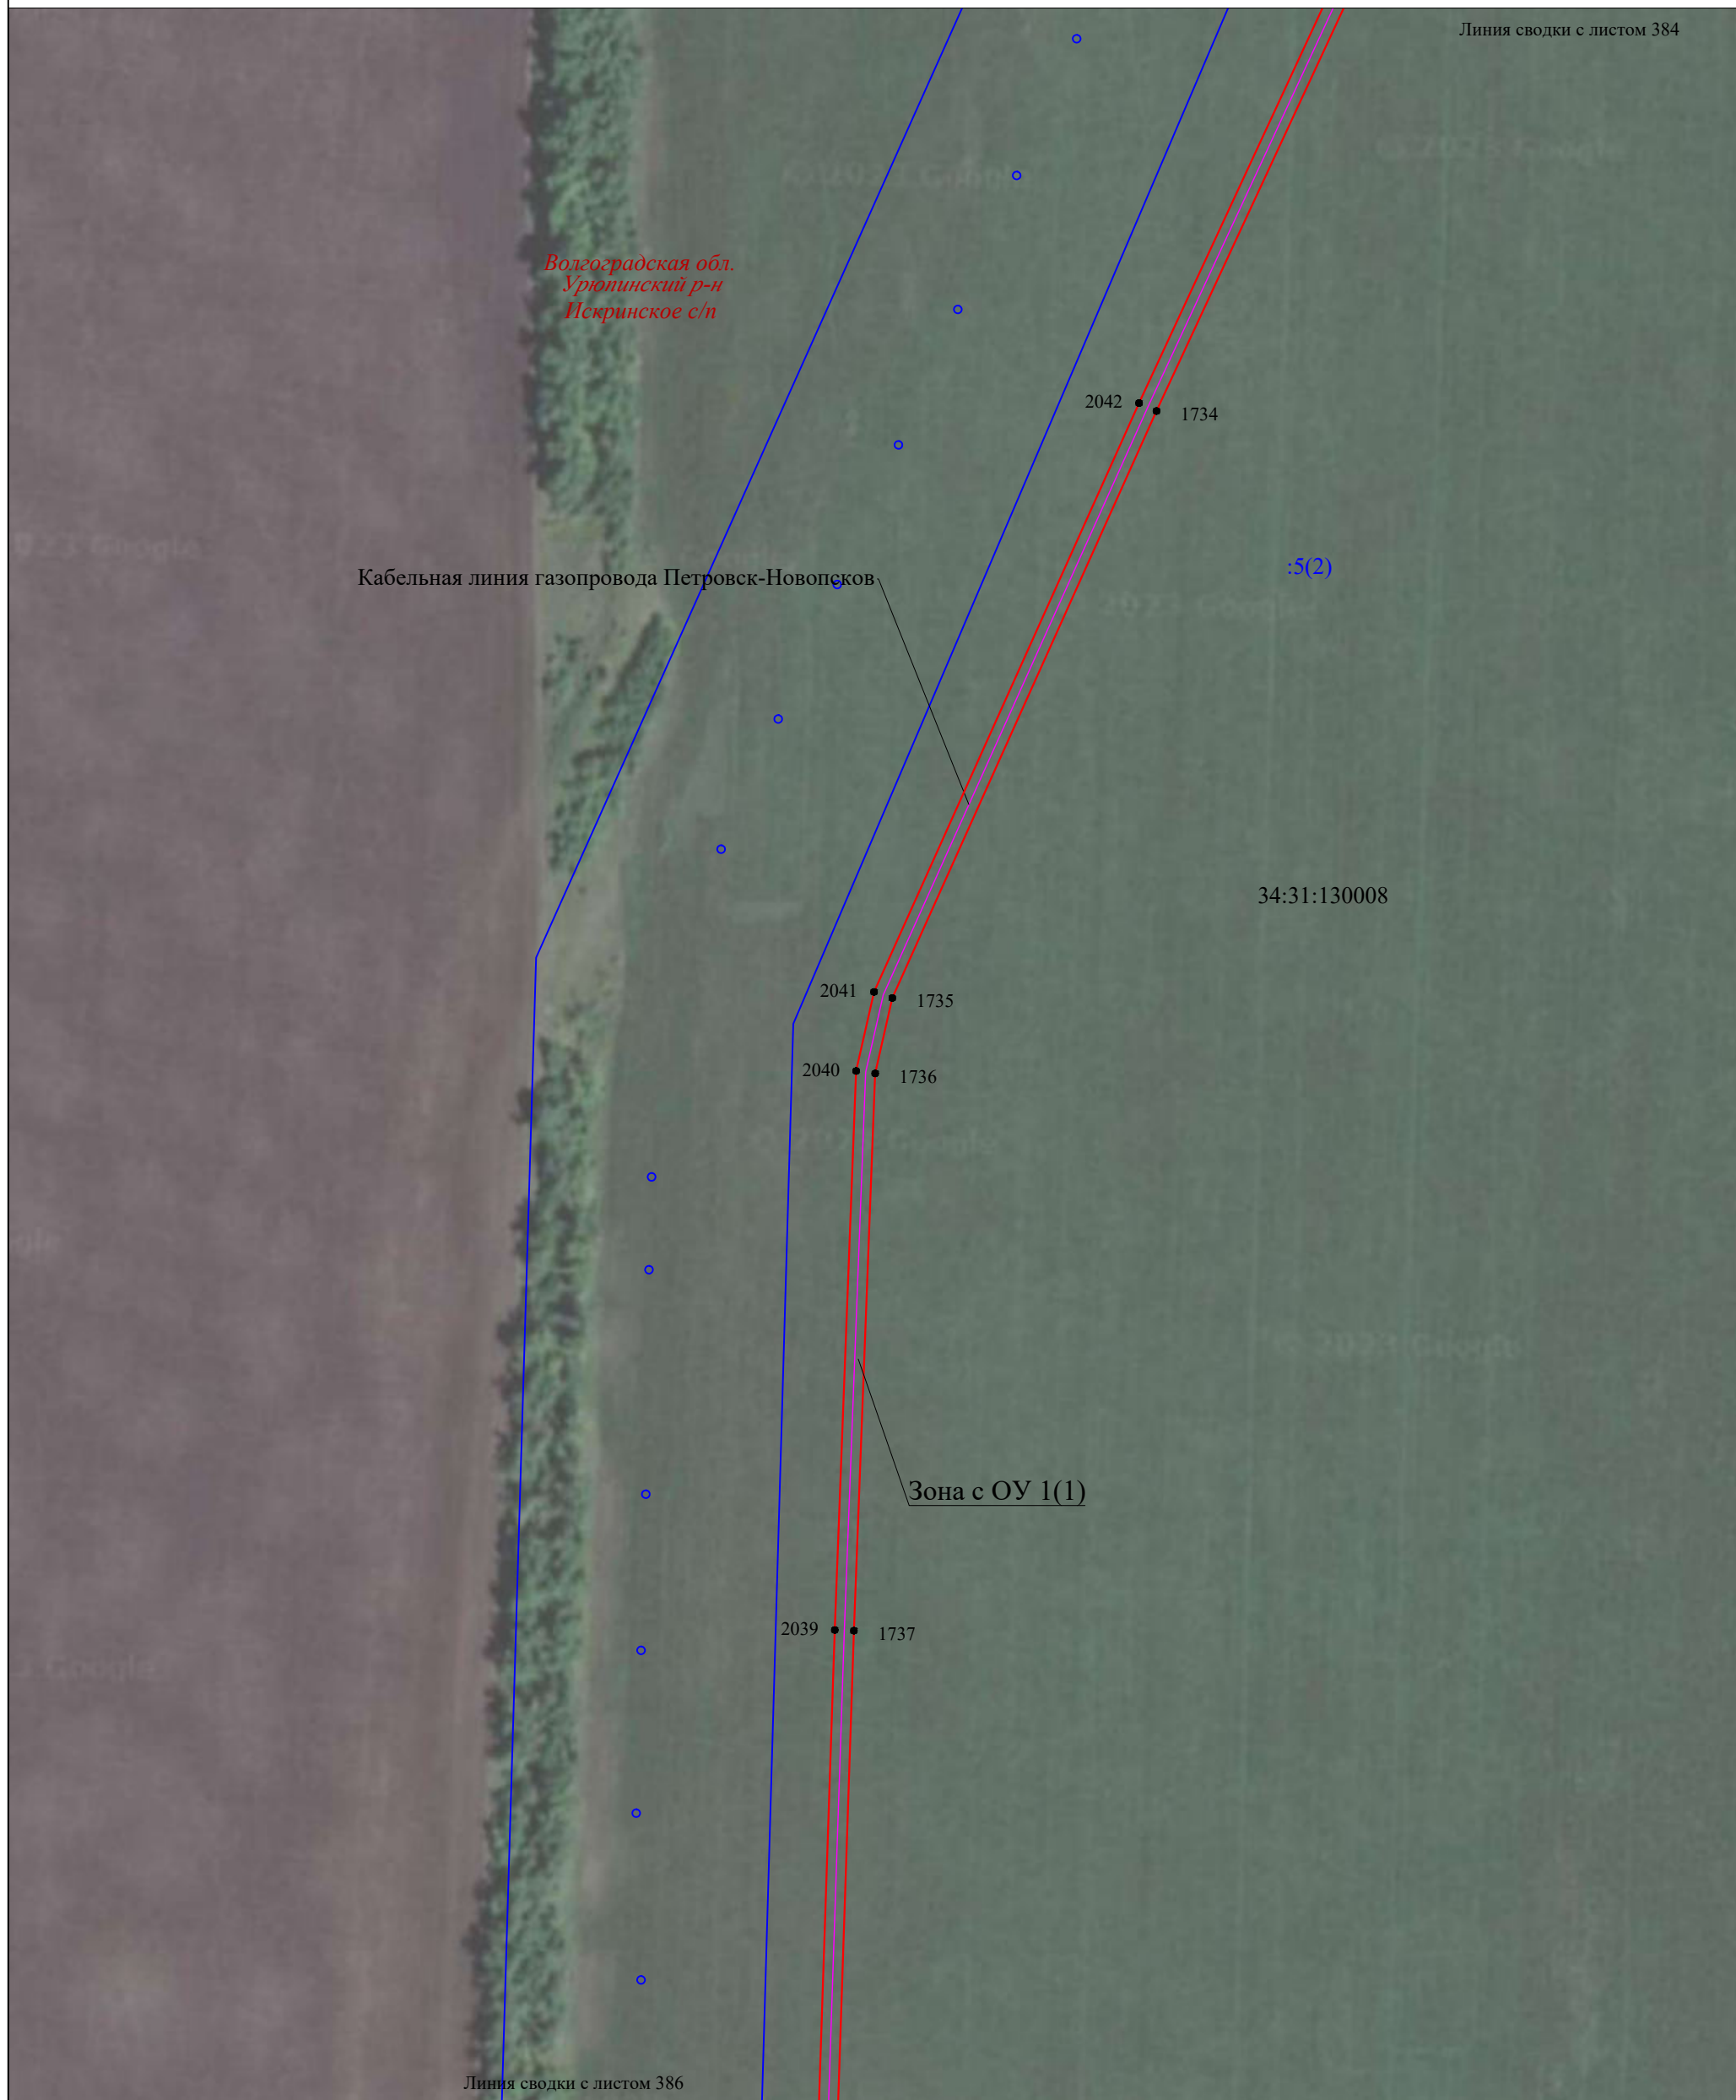 Линия сводки с листом 384
Волгоградская обл.
Урюпинский р-н
Искринское с/п
2042
1734
:5(2)
Кабельная линия газопровода Петровск-Новопсков
34:31:130008
2041
1735
2040
1736
Зона с ОУ 1(1)
2039
1737
Линия сводки с листом 386